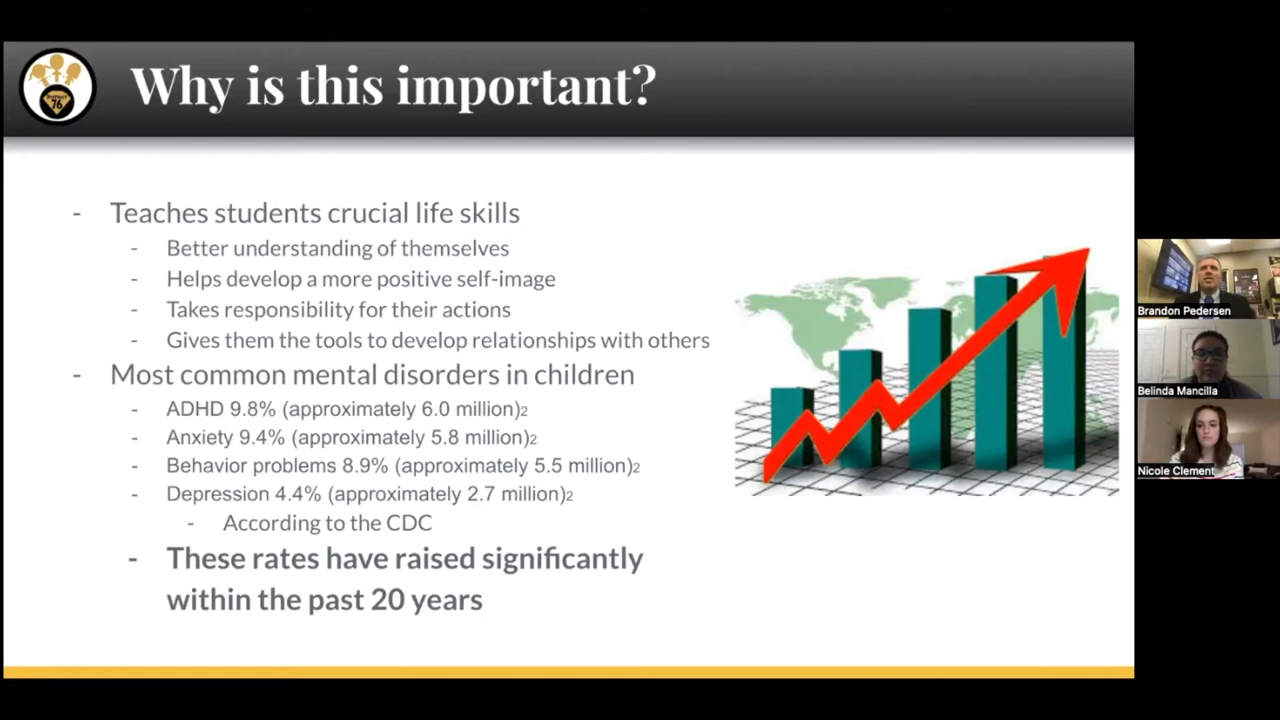 Why is this important?
- Teaches students crucial life skills
- Better understanding of themselves
- Helps develop a more positive self-image
- Takes responsibility for their actions
- Gives them the tools to develop relationships with others
- Most common mental disorders in children
- ADHD 9.8% (approximately 6.0 million)2
- Anxiety 9.4% (approximately 5.8 million)2
- Behavior problems 8.9% (approximately 5.5 million)2
- Depression 4.4% (approximately 2.7 million)2
- According to the CDC
- These rates have raised significantly
within the past 20 years
76
Brandon Pedersen
Belinda Mancilla
Nicole Clement